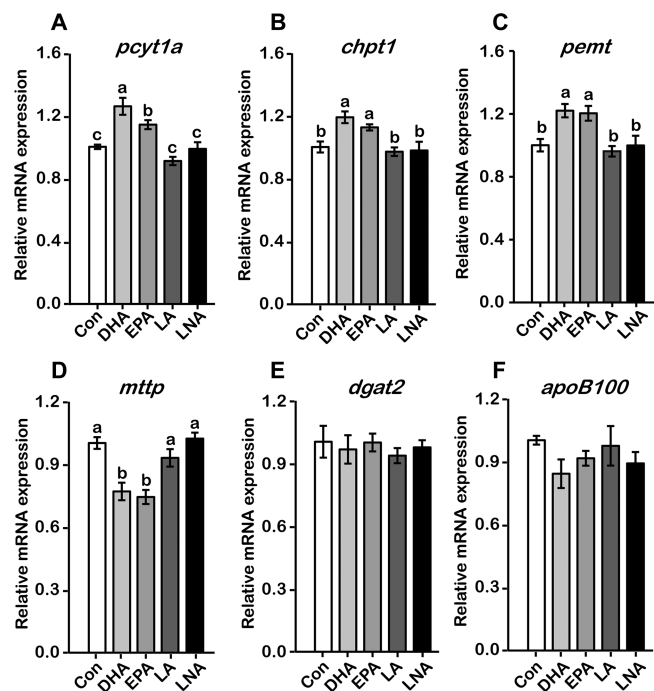 A
pcyt1a
Relative mRNA expression
1.6
1.2
0.8
0.4
0.0
c
a
b
c
c
Con
DHA
EPA
LA
LNA
B
chpt1
Relative mRNA expression
1.6
1.2
0.8
0.4
0.0
b
a
a
b
b
Con
DHA
EPA
LA
LNA
C
pemt
Relative mRNA expression
1.6
1.2
0.8
0.4
0.0
b
a
a
b
b
Con
DHA
EPA
LA
LNA
D
mttp
Relative mRNA expression
1.2
0.9
0.6
0.3
0.0
a
b
b
a
a
Con
DHA
EPA
LA
LNA
E
dgat2
Relative mRNA expression
1.2
0.9
0.6
0.3
0.0
Con
DHA
EPA
LA
LNA
F
apoB100
Relative mRNA expression
1.2
0.9
0.6
0.3
0.0
Con
DHA
EPA
LA
LNA